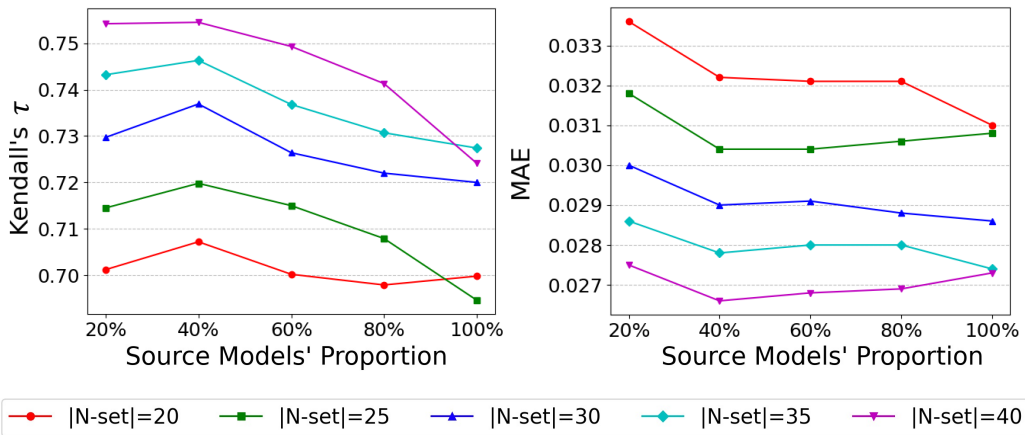 0.75
0.74
0.73
0.72
0.71
0.70
Kendall's τ
20% 40% 60% 80% 100%
Source Models' Proportion
0.033
0.032
0.031
0.030
0.029
0.028
0.027
MAE
20% 40% 60% 80% 100%
Source Models' Proportion
|N-set|=20 |N-set|=25 |N-set|=30 |N-set|=35 |N-set|=40